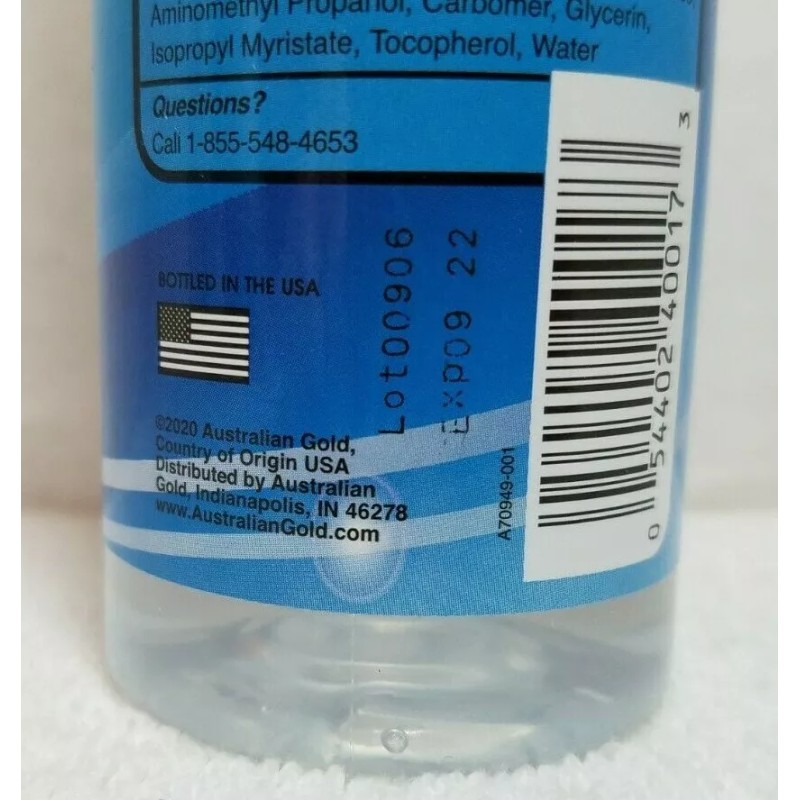 Aminomethyl Propanol, Carbomer, Glycerin,
Isopropyl Myristate, Tocopherol, Water
Questions?
Call 1-855-548-4653
BOTTLED IN THE USA
©2020 Australian Gold,
Country of Origin USA
Distributed by Australian
Gold, Indianapolis, IN 46278
www.AustralianGold.com
Lot00906
Exp09 22
A70949-001
0 54402 40017 3